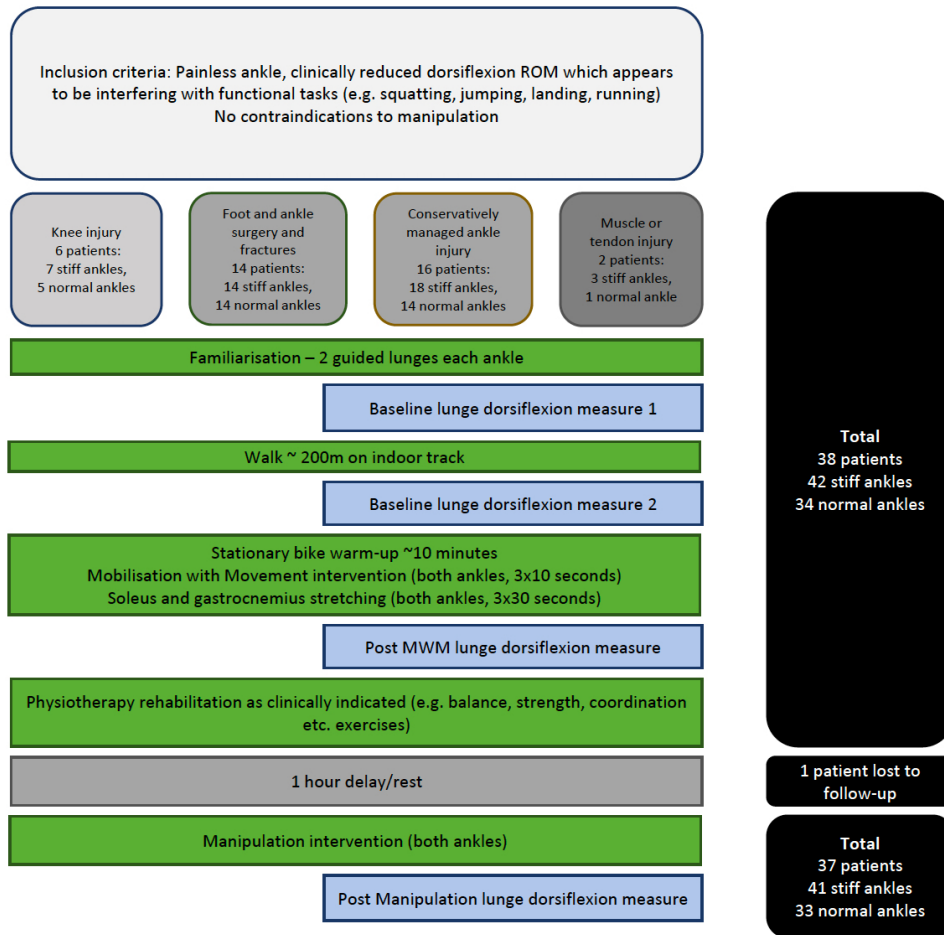 Inclusion criteria: Painless ankle, clinically reduced dorsiflexion ROM which appears
to be interfering with functional tasks (e.g. squatting, jumping, landing, running)
No contraindications to manipulation
Knee injury
6 patients:
7 stiff ankles,
5 normal ankles
Foot and ankle
surgery and
fractures
14 patients:
14 stiff ankles,
14 normal ankles
Conservatively
managed ankle
injury
16 patients:
18 stiff ankles,
14 normal ankles
Muscle or
tendon injury
2 patients:
3 stiff ankles,
1 normal ankle
Familiarisation – 2 guided lunges each ankle
Baseline lunge dorsiflexion measure 1
Walk ~ 200m on indoor track
Baseline lunge dorsiflexion measure 2
Stationary bike warm-up ~10 minutes
Mobilisation with Movement intervention (both ankles, 3x10 seconds)
Soleus and gastrocnemius stretching (both ankles, 3x30 seconds)
Post MWM lunge dorsiflexion measure
Physiotherapy rehabilitation as clinically indicated (e.g. balance, strength, coordination
etc. exercises)
Total
38 patients
42 stiff ankles
34 normal ankles
1 hour delay/rest
1 patient lost to
follow-up
Manipulation intervention (both ankles)
Post Manipulation lunge dorsiflexion measure
Total
37 patients
41 stiff ankles
33 normal ankles